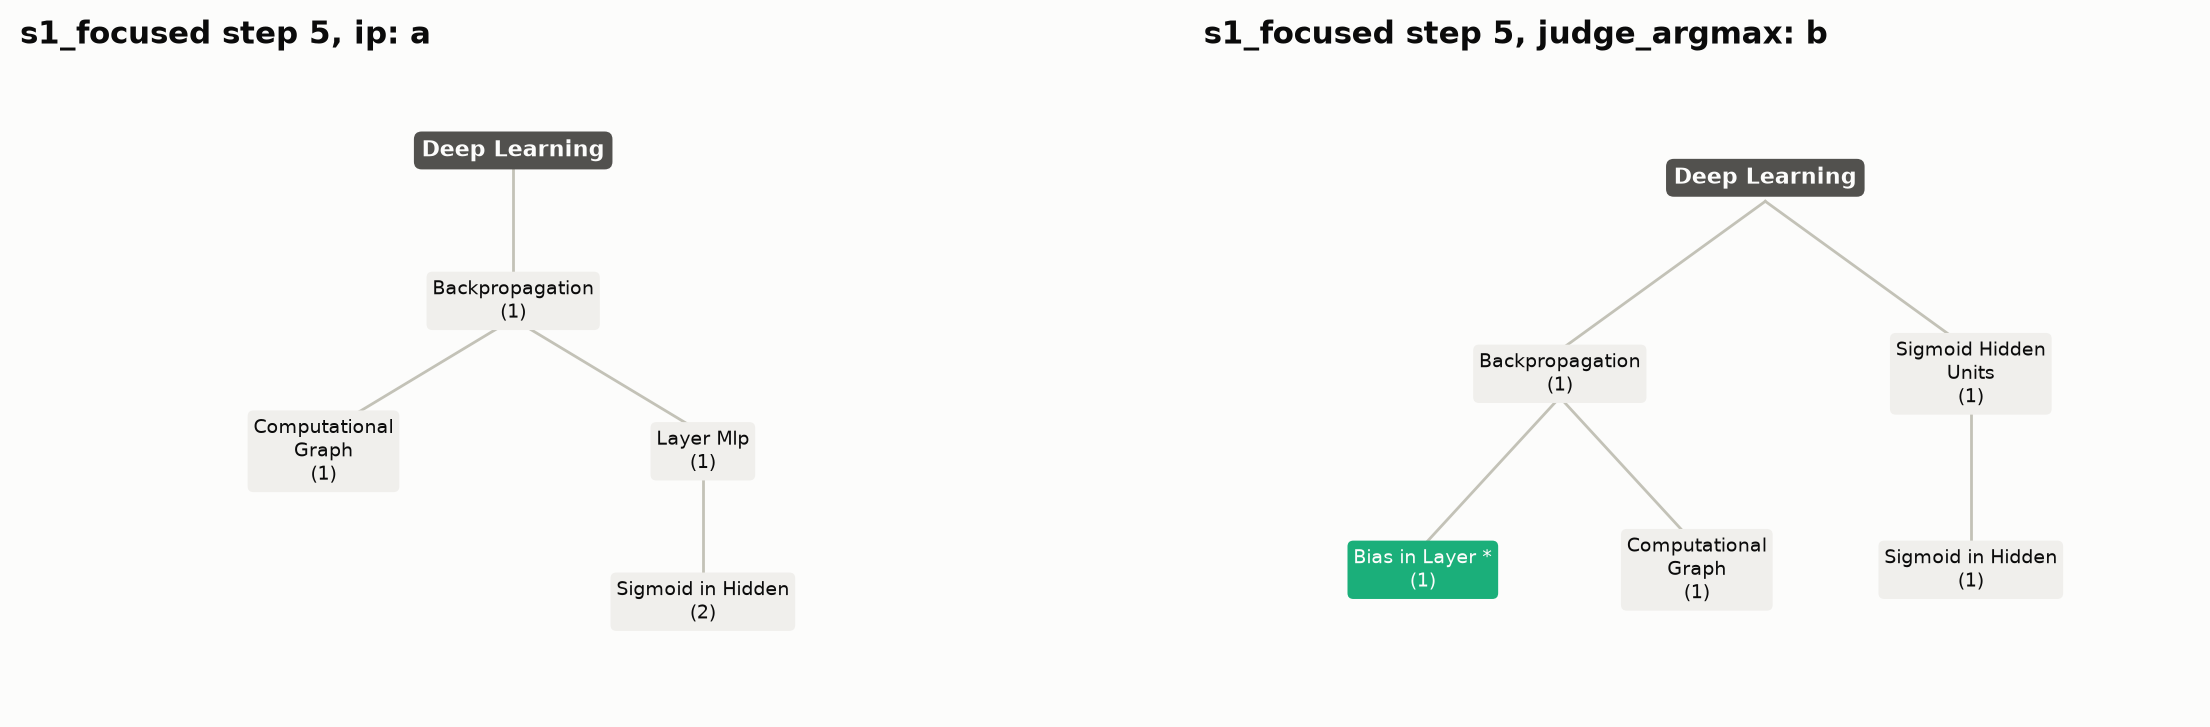 s1_focused step 5, ip: a
Deep Learning
Backpropagation
(1)
Computational
Graph
(1)
Layer Mlp
(1)
Sigmoid in Hidden
(2)
s1_focused step 5, judge_argmax: b
Deep Learning
Backpropagation
(1)
Sigmoid Hidden
Units
(1)
Bias in Layer *
(1)
Computational
Graph
(1)
Sigmoid in Hidden
(1)